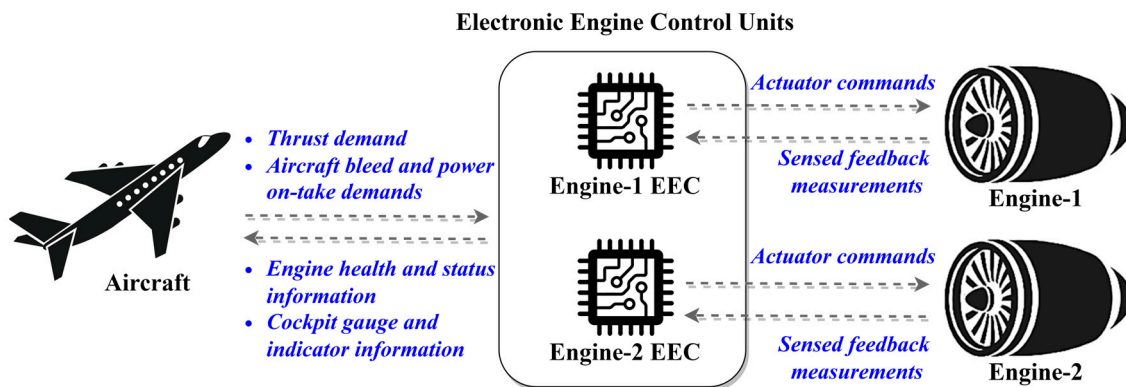 Electronic Engine Control Units
• Thrust demand
• Aircraft bleed and power
on-take demands
Aircraft
• Engine health and status
information
• Cockpit gauge and
indicator information
Engine-1 EEC
Engine-2 EEC
Actuator commands
Sensed feedback
measurements
Engine-1
Actuator commands
Sensed feedback
measurements
Engine-2